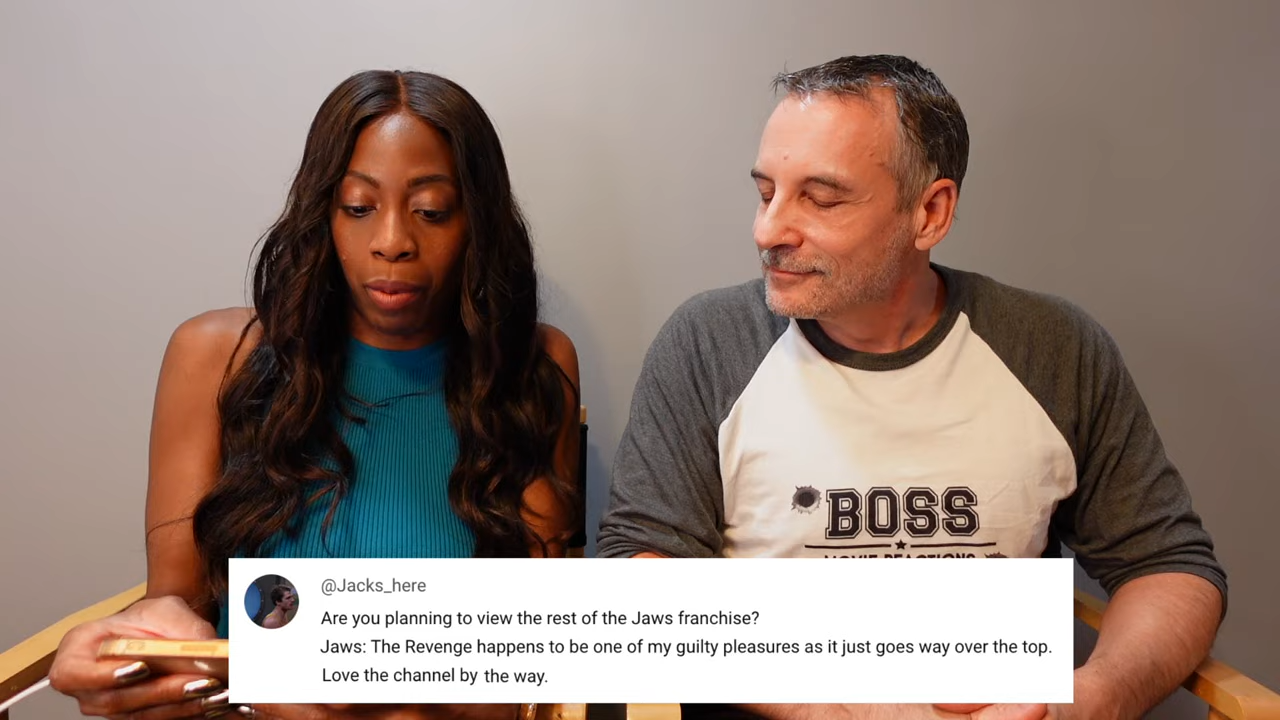 BOSS
MOVIE REACTIONS
@Jacks_here
Are you planning to view the rest of the Jaws franchise?
Jaws: The Revenge happens to be one of my guilty pleasures as it just goes way over the top.
Love the channel by the way.